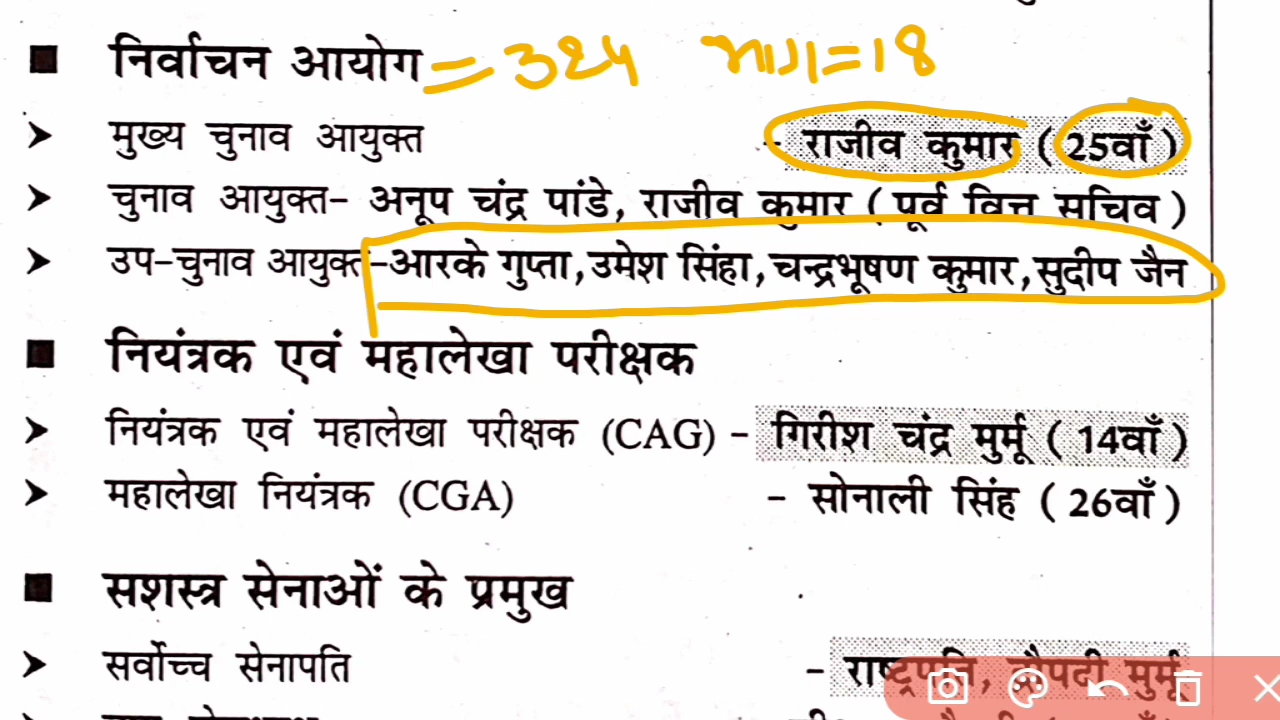 ■ निर्वाचन आयोग = 324 भाग = 18
➤ मुख्य चुनाव आयुक्त - राजीव कुमार (25वाँ)
➤ चुनाव आयुक्त- अनूप चंद्र पांडे, राजीव कुमार (पूर्व वित्त सचिव)
➤ उप-चुनाव आयुक्त-आरके गुप्ता, उमेश सिंहा, चन्द्रभूषण कुमार, सुदीप जैन
■ नियंत्रक एवं महालेखा परीक्षक
➤ नियंत्रक एवं महालेखा परीक्षक (CAG) - गिरीश चंद्र मुर्मू (14वाँ)
➤ महालेखा नियंत्रक (CGA) - सोनाली सिंह (26वाँ)
■ सशस्त्र सेनाओं के प्रमुख
➤ सर्वोच्च सेनापति - राष्ट्रपति, द्रौपदी मुर्मू